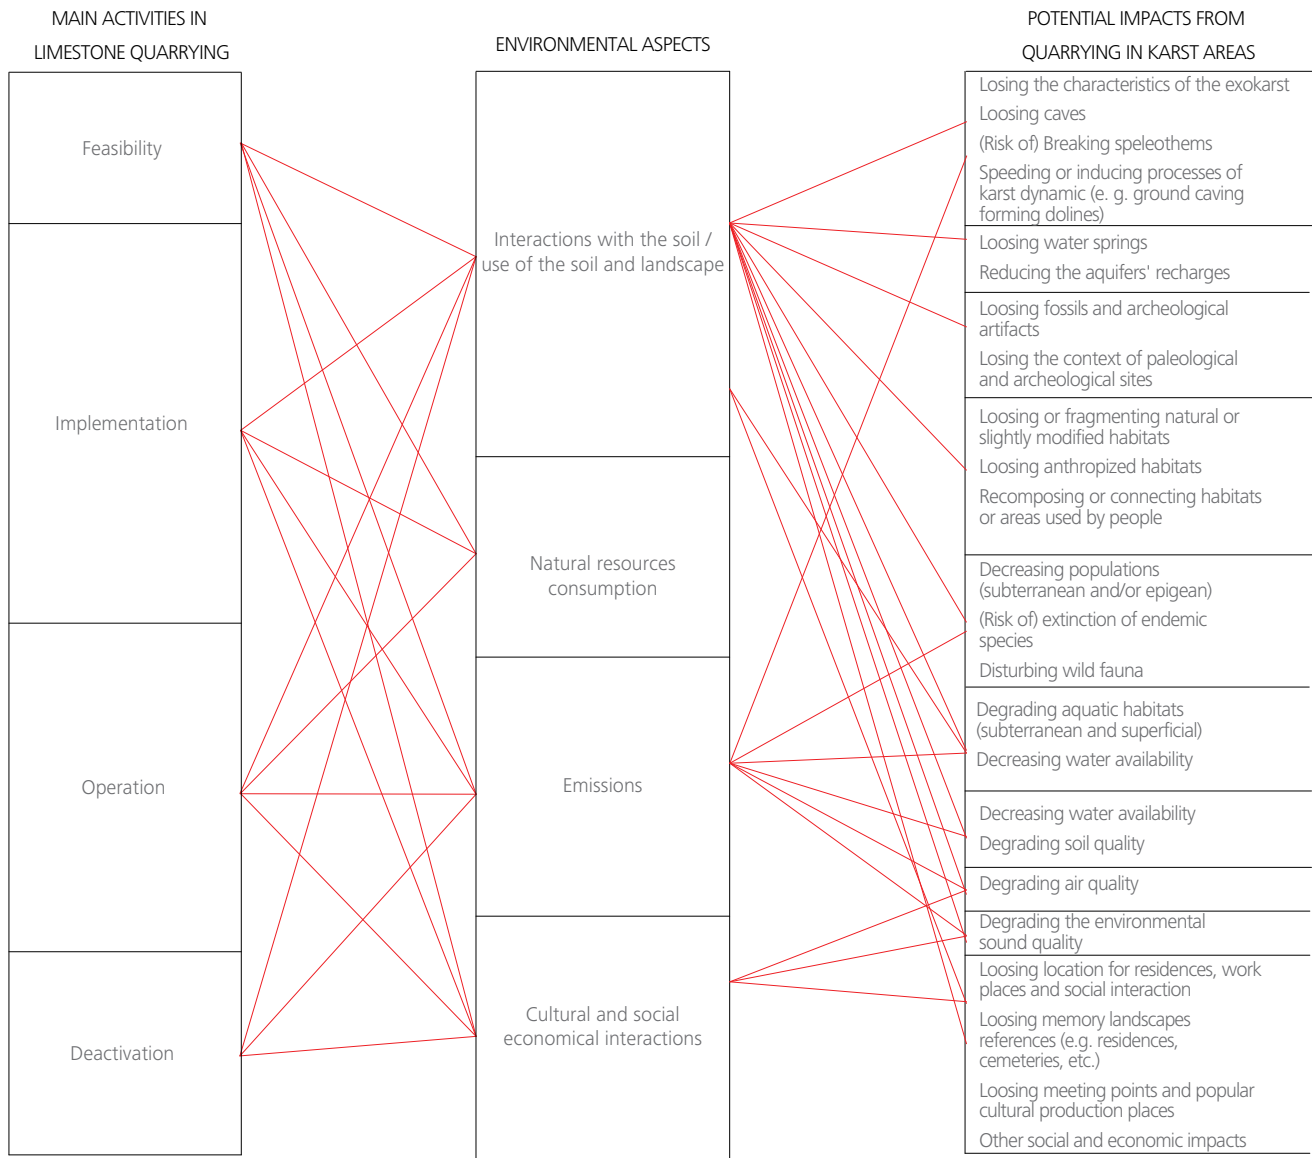 MAIN ACTIVITIES IN
LIMESTONE QUARRYING
Feasibility
Implementation
Operation
Deactivation
ENVIRONMENTAL ASPECTS
Interactions with the soil /
use of the soil and landscape
Natural resources
consumption
Emissions
Cultural and social
economical interactions
POTENTIAL IMPACTS FROM
QUARRYING IN KARST AREAS
Losing the characteristics of the exokarst
Loosing caves
(Risk of) Breaking speleothems
Speeding or inducing processes of
karst dynamic (e. g. ground caving
forming dolines)
Loosing water springs
Reducing the aquifers' recharges
Loosing fossils and archeological
artifacts
Losing the context of paleological
and archeological sites
Loosing or fragmenting natural or
slightly modified habitats
Loosing anthropized habitats
Recomposing or connecting habitats
or areas used by people
Decreasing populations
(subterranean and/or epigean)
(Risk of) extinction of endemic
species
Disturbing wild fauna
Degrading aquatic habitats
(subterranean and superficial)
Decreasing water availability
Decreasing water availability
Degrading soil quality
Degrading air quality
Degrading the environmental
sound quality
Loosing location for residences, work
places and social interaction
Loosing memory landscapes
references (e.g. residences,
cemeteries, etc.)
Loosing meeting points and popular
cultural production places
Other social and economic impacts